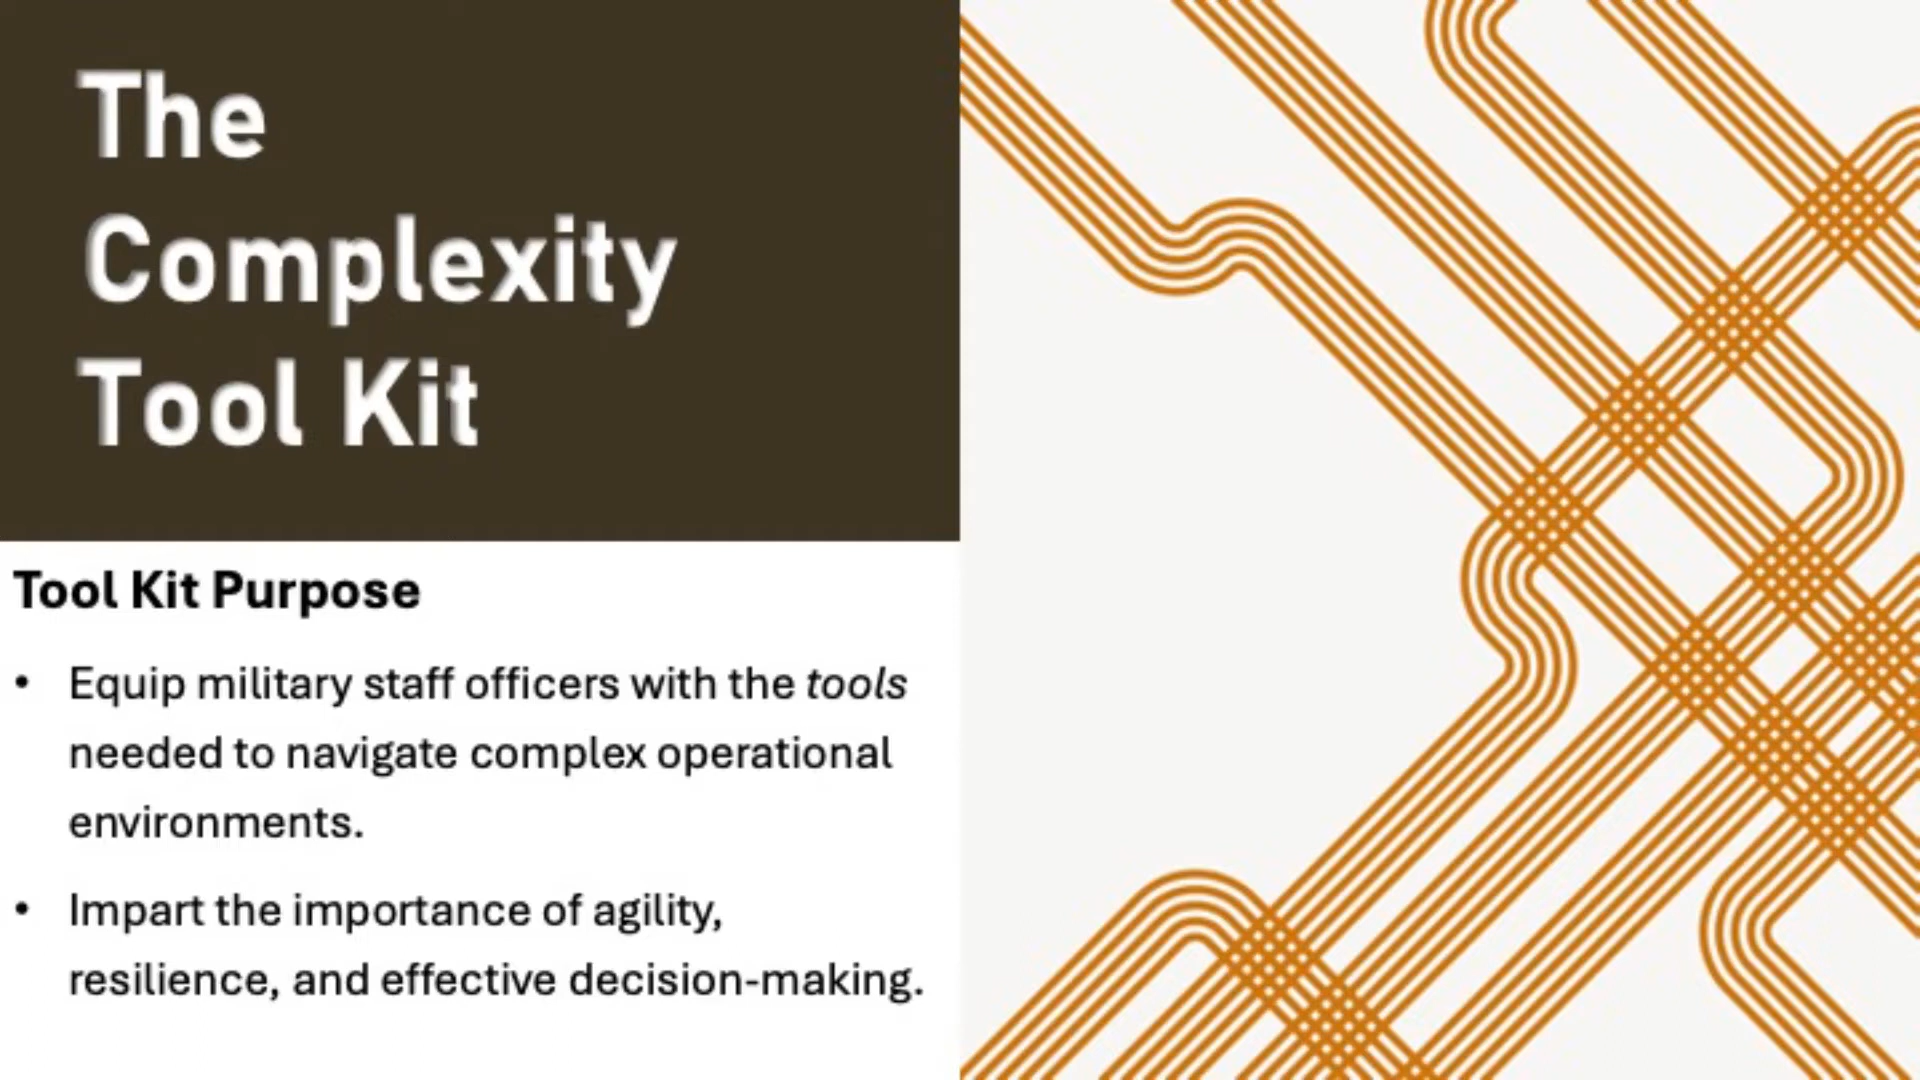 The
Complexity
Tool Kit
Tool Kit Purpose
• Equip military staff officers with the tools
needed to navigate complex operational
environments.
• Impart the importance of agility,
resilience, and effective decision-making.